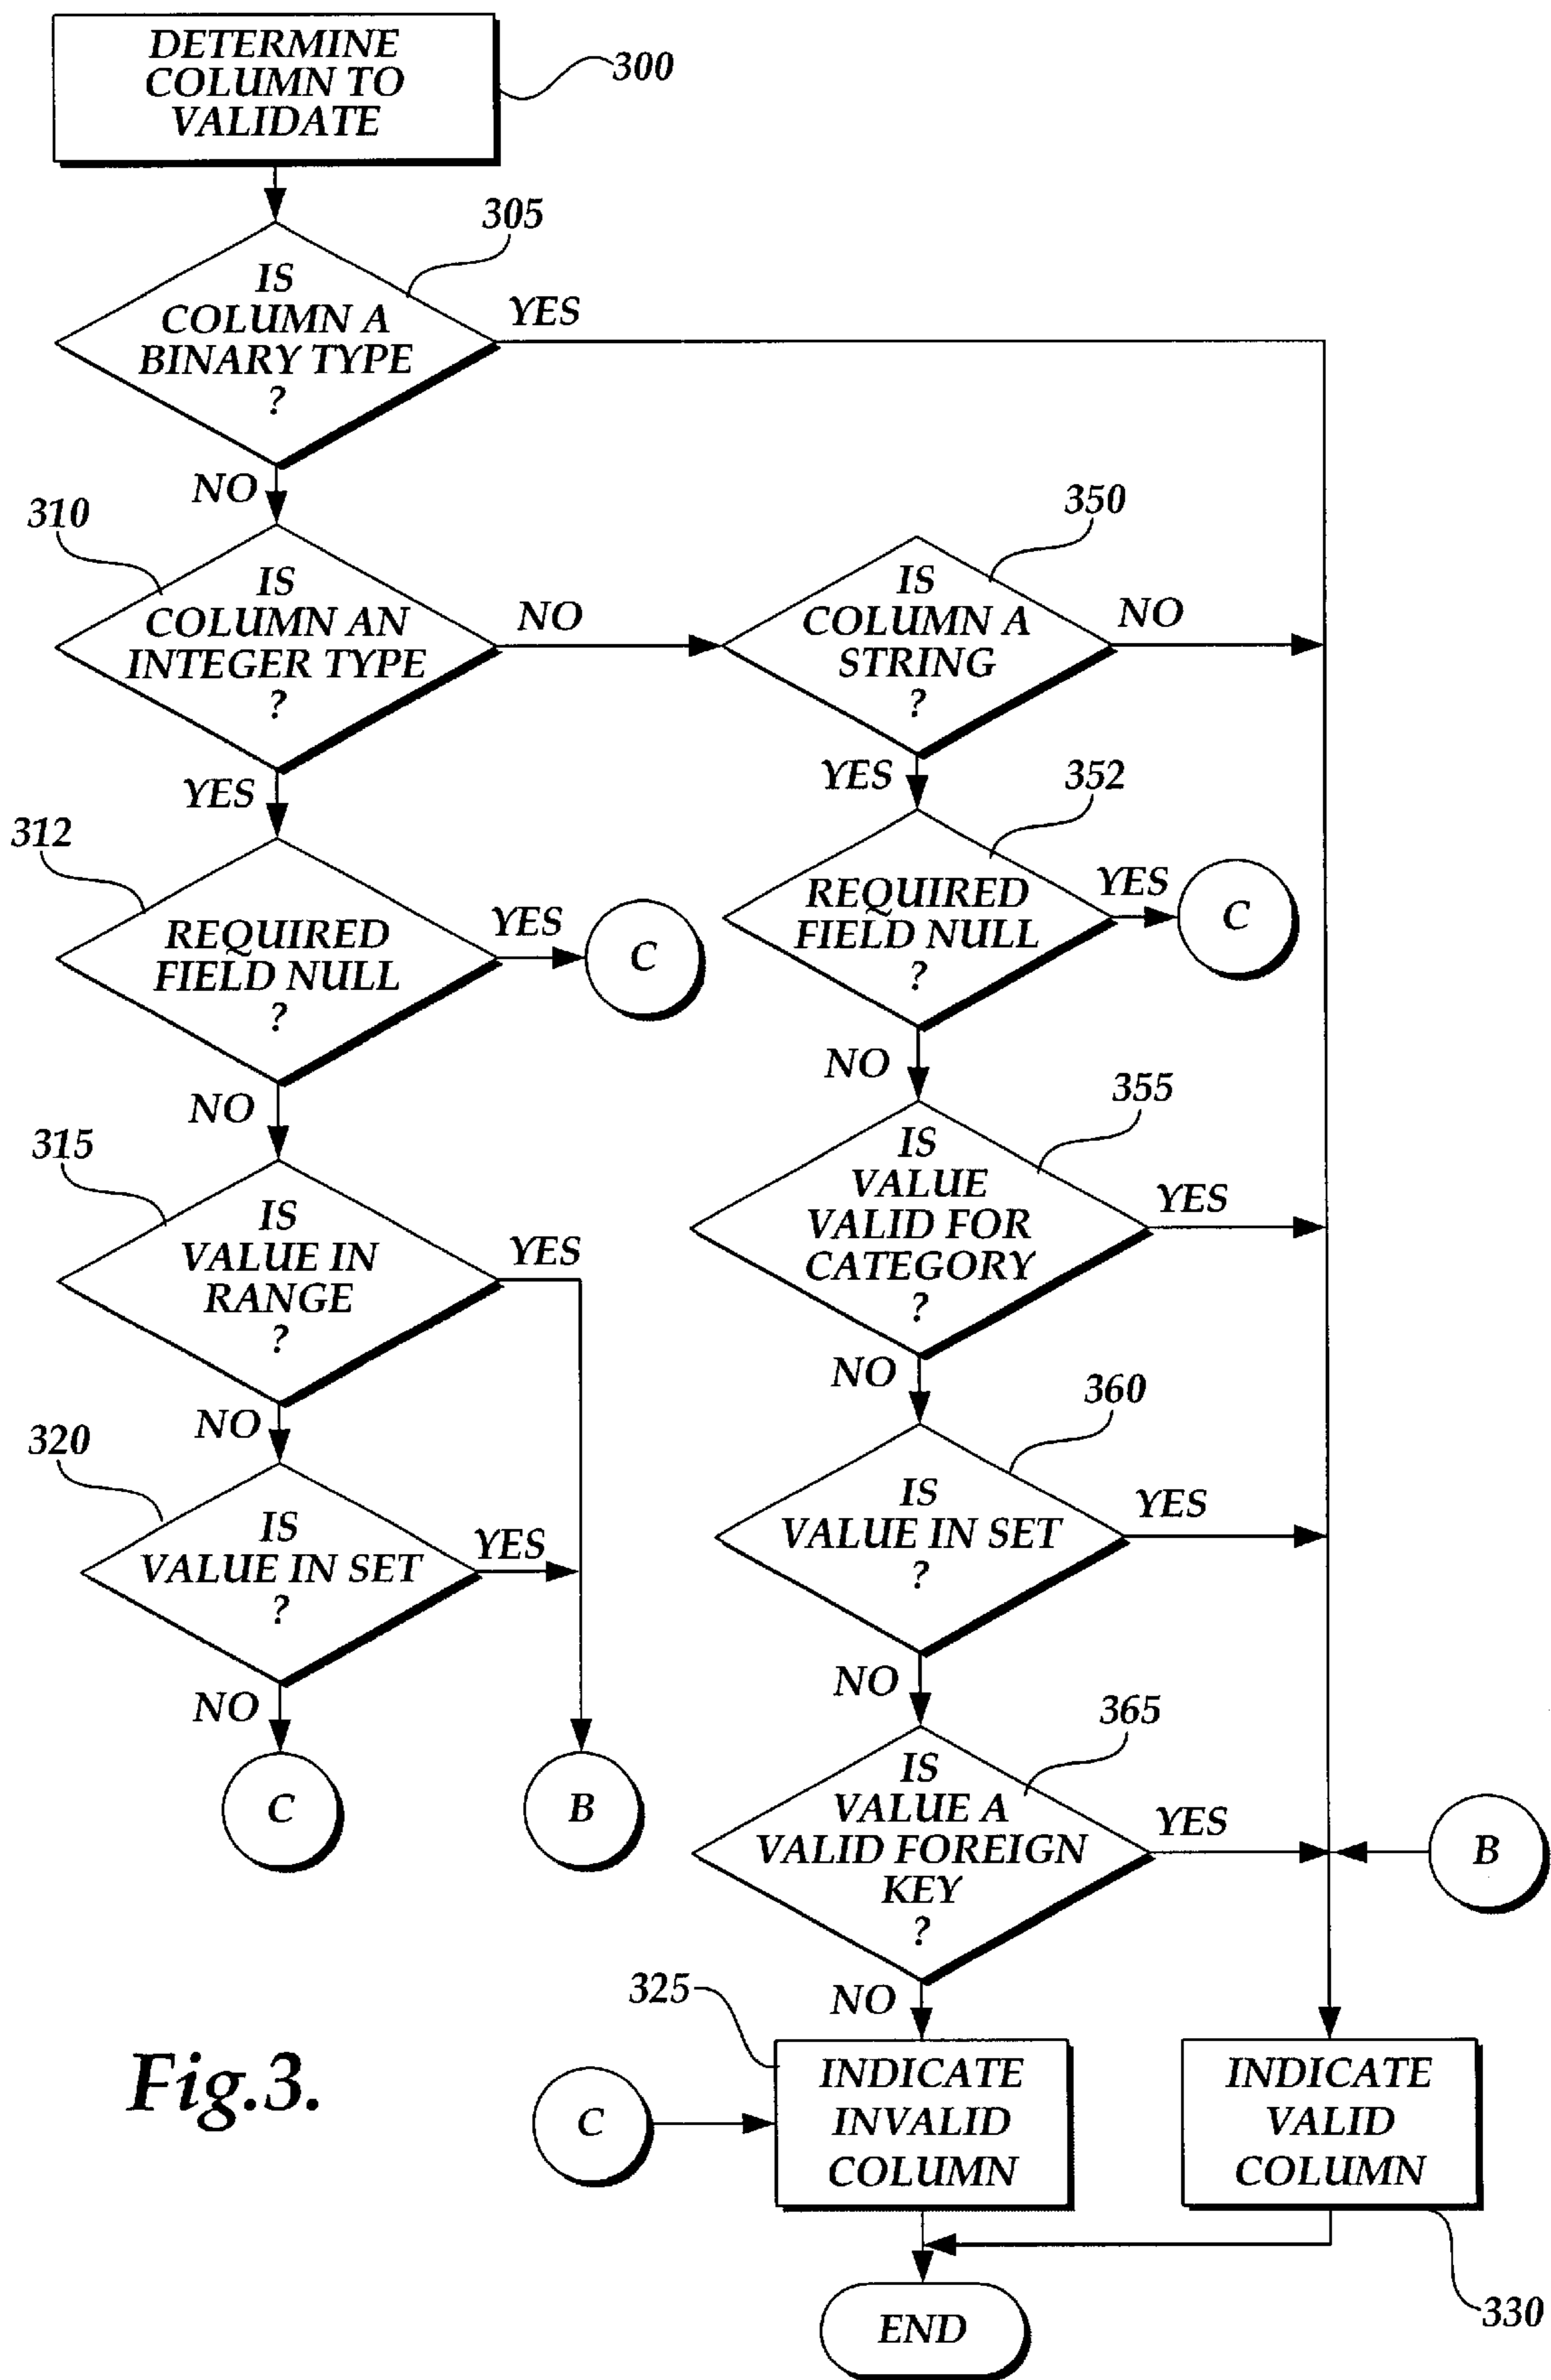 DETERMINE
COLUMN TO
VALIDATE
300
305
IS
COLUMN A
BINARY TYPE
?
YES
NO
310
IS
COLUMN AN
INTEGER TYPE
?
NO
YES
350
IS
COLUMN A
STRING
?
NO
YES
312
REQUIRED
FIELD NULL
?
YES
C
NO
352
REQUIRED
FIELD NULL
?
YES
C
NO
315
IS
VALUE IN
RANGE
?
YES
NO
355
IS
VALUE
VALID FOR
CATEGORY
?
YES
NO
320
IS
VALUE IN SET
?
YES
NO
C
B
360
IS
VALUE IN SET
?
YES
NO
365
IS
VALUE A
VALID FOREIGN
KEY
?
YES
B
NO
325
C
INDICATE
INVALID
COLUMN
INDICATE
VALID
COLUMN
330
END
Fig.3.